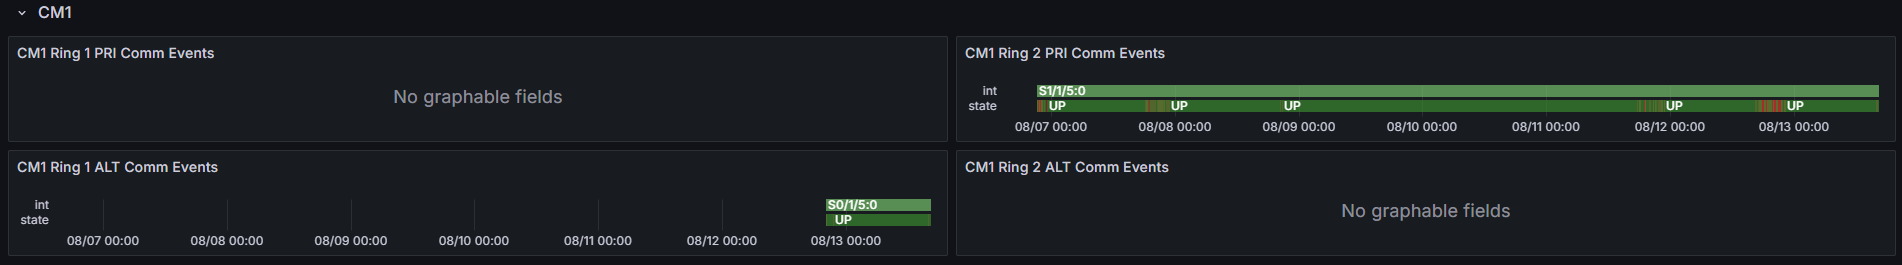 CM1
CM1 Ring 1 PRI Comm Events
No graphable fields
CM1 Ring 2 PRI Comm Events
int
S1/1/5:0
state
UP UP UP UP UP
08/07 00:00 08/08 00:00 08/09 00:00 08/10 00:00 08/11 00:00 08/12 00:00 08/13 00:00
CM1 Ring 1 ALT Comm Events
int
S0/1/5:0
state
UP
08/07 00:00 08/08 00:00 08/09 00:00 08/10 00:00 08/11 00:00 08/12 00:00 08/13 00:00
CM1 Ring 2 ALT Comm Events
No graphable fields